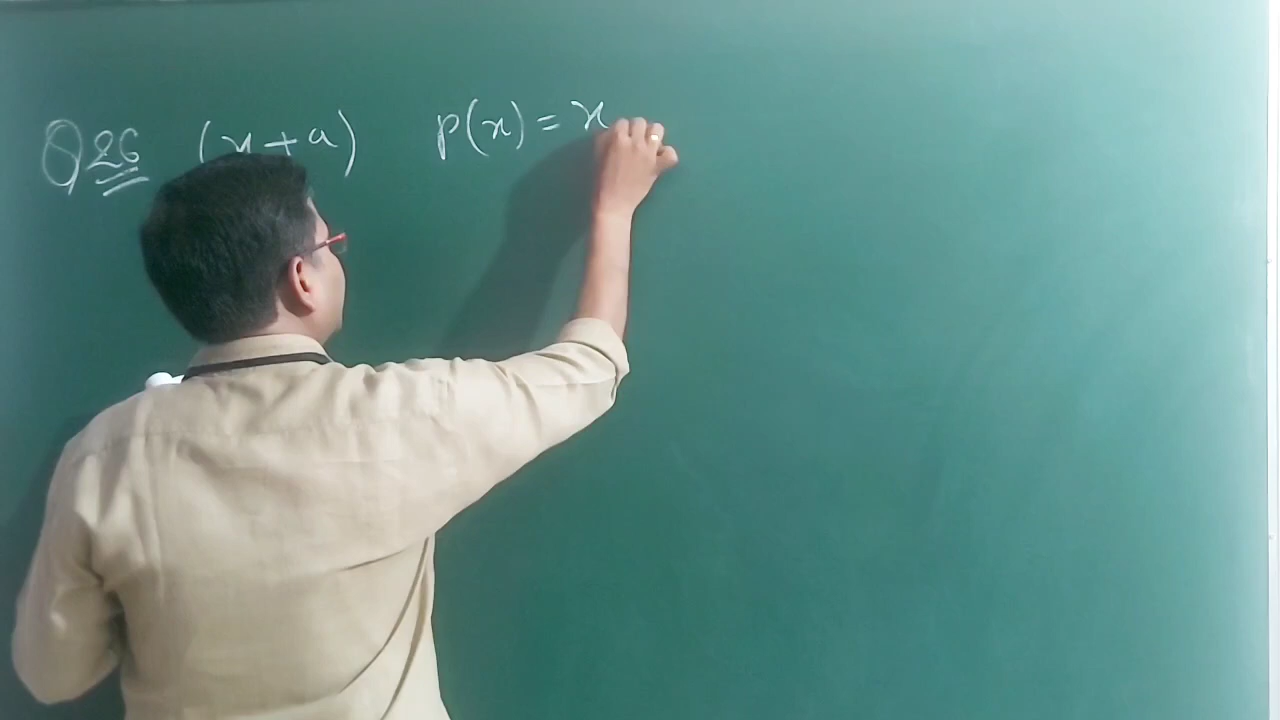 Q26 (x+a) p(x) = x